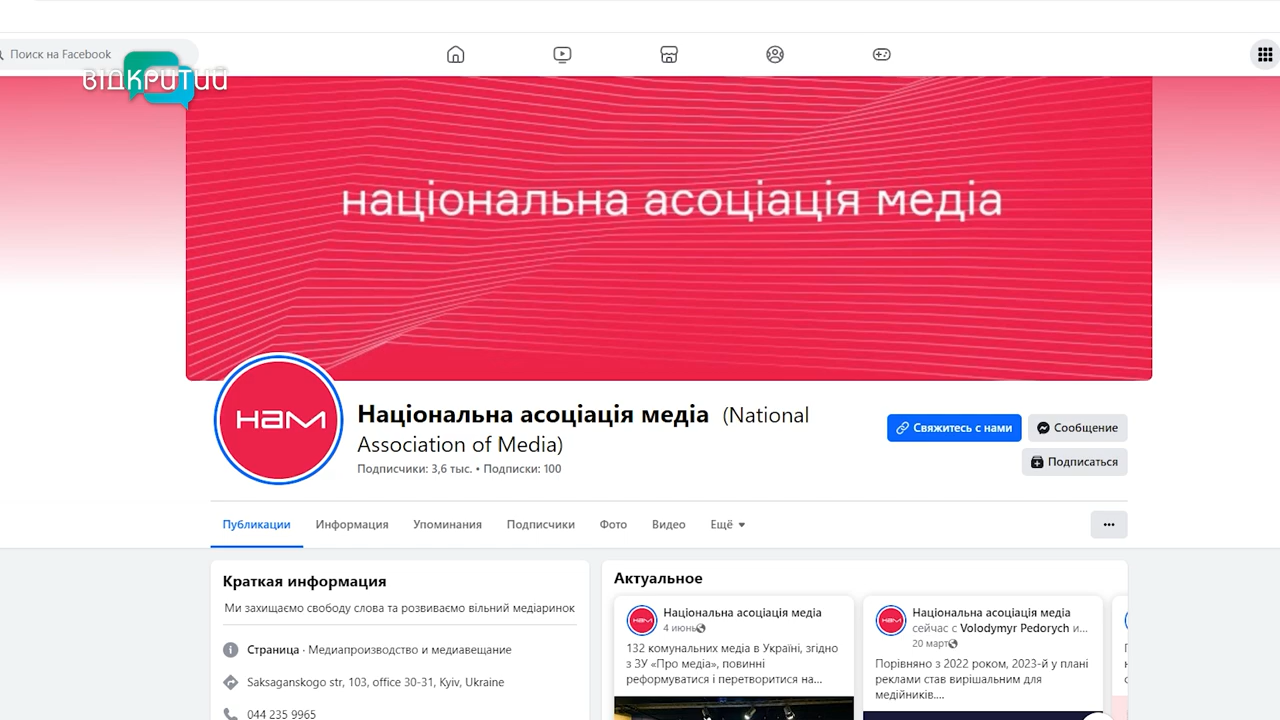 Поиск на Facebook
ВІДКРИТИЙ
національна асоціація медіа
нам
Національна асоціація медіа (National
Association of Media)
Подписчики: 3,6 тыс. • Подписки: 100
Свяжитесь с нами
Сообщение
Подписаться
Публикации Информация Упоминания Подписчики Фото Видео Ещё
Краткая информация
Ми захищаємо свободу слова та розвиваємо вільний медіаринок
Страница · Медиапроизводство и медиавещание
Saksaganskogo str, 103, office 30-31, Kyiv, Ukraine
044 235 9965
Актуальное
нам
Національна асоціація медіа
4 июнь
132 комунальних медіа в Україні, згідно
з ЗУ «Про медіа», повинні
реформуватися і перетворитися на...
нам
Національна асоціація медіа
сейчас с Volodymyr Pedorych и...
20 март
Порівняно з 2022 роком, 2023-й у плані
реклами став вирішальним для
медійників....